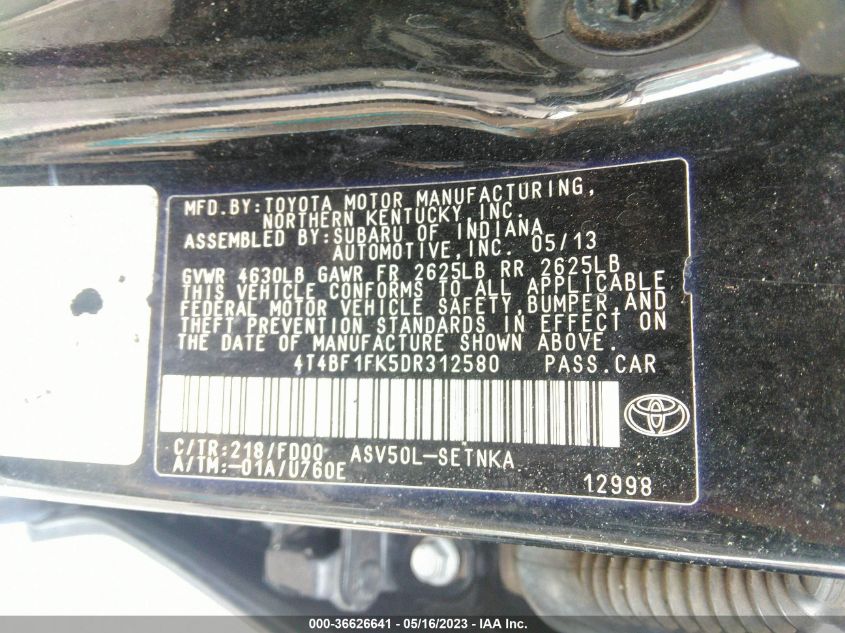 MFD.BY:TOYOTA MOTOR MANUFACTURING,
NORTHERN KENTUCKY,INC.
ASSEMBLED BY:SUBARU OF INDIANA
AUTOMOTIVE,INC. 05/13
GVWR 4630LB GAWR FR 2625LB RR 2625LB
THIS VEHICLE CONFORMS TO ALL APPLICABLE
FEDERAL MOTOR VEHICLE SAFETY,BUMPER,AND
THEFT PREVENTION STANDARDS IN EFFECT ON
THE DATE OF MANUFACTURE SHOWN ABOVE.
4T4BF1FK5DR312580 PASS.CAR
C/TR:218/FD00 ASV50L-SETNKA
A/TM:-01A/U760E
12998
000-36626641 - 05/16/2023 - IAA Inc.